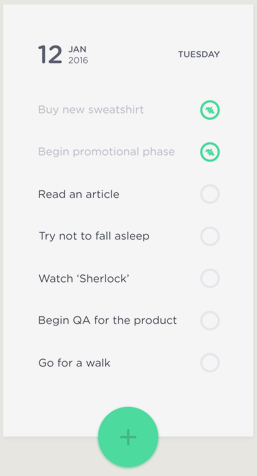 12 JAN
2016
TUESDAY
Buy new sweatshirt
Begin promotional phase
Read an article
Try not to fall asleep
Watch ‘Sherlock’
Begin QA for the product
Go for a walk
+